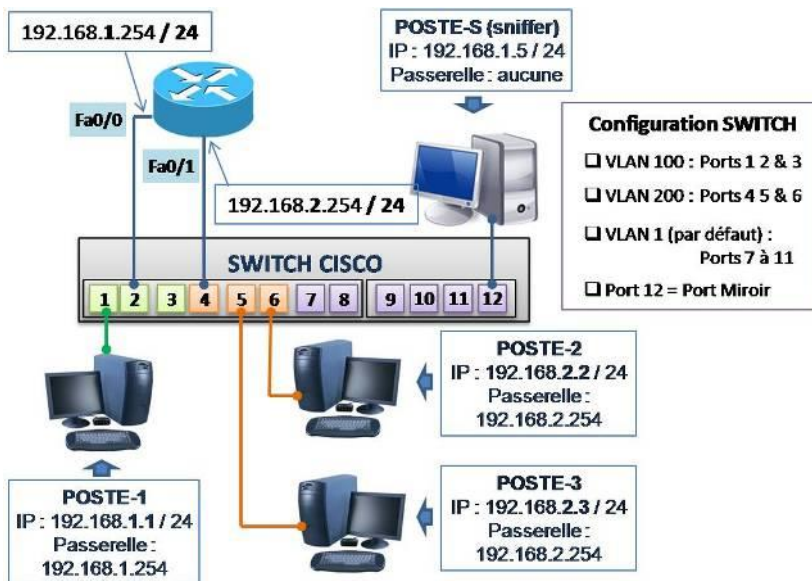 192.168.1.254 / 24
Fa0/0
Fa0/1
192.168.2.254 / 24
POSTE-S (sniffer)
IP : 192.168.1.5 / 24
Passerelle : aucune
Configuration SWITCH
VLAN 100 : Ports 1 2 & 3
VLAN 200 : Ports 4 5 & 6
VLAN 1 (par défaut) :
Ports 7 à 11
Port 12 = Port Miroir
SWITCH CISCO
1 2 3 4 5 6 7 8 9 10 11 12
POSTE-1
IP : 192.168.1.1 / 24
Passerelle :
192.168.1.254
POSTE-2
IP : 192.168.2.2 / 24
Passerelle :
192.168.2.254
POSTE-3
IP : 192.168.2.3 / 24
Passerelle :
192.168.2.254